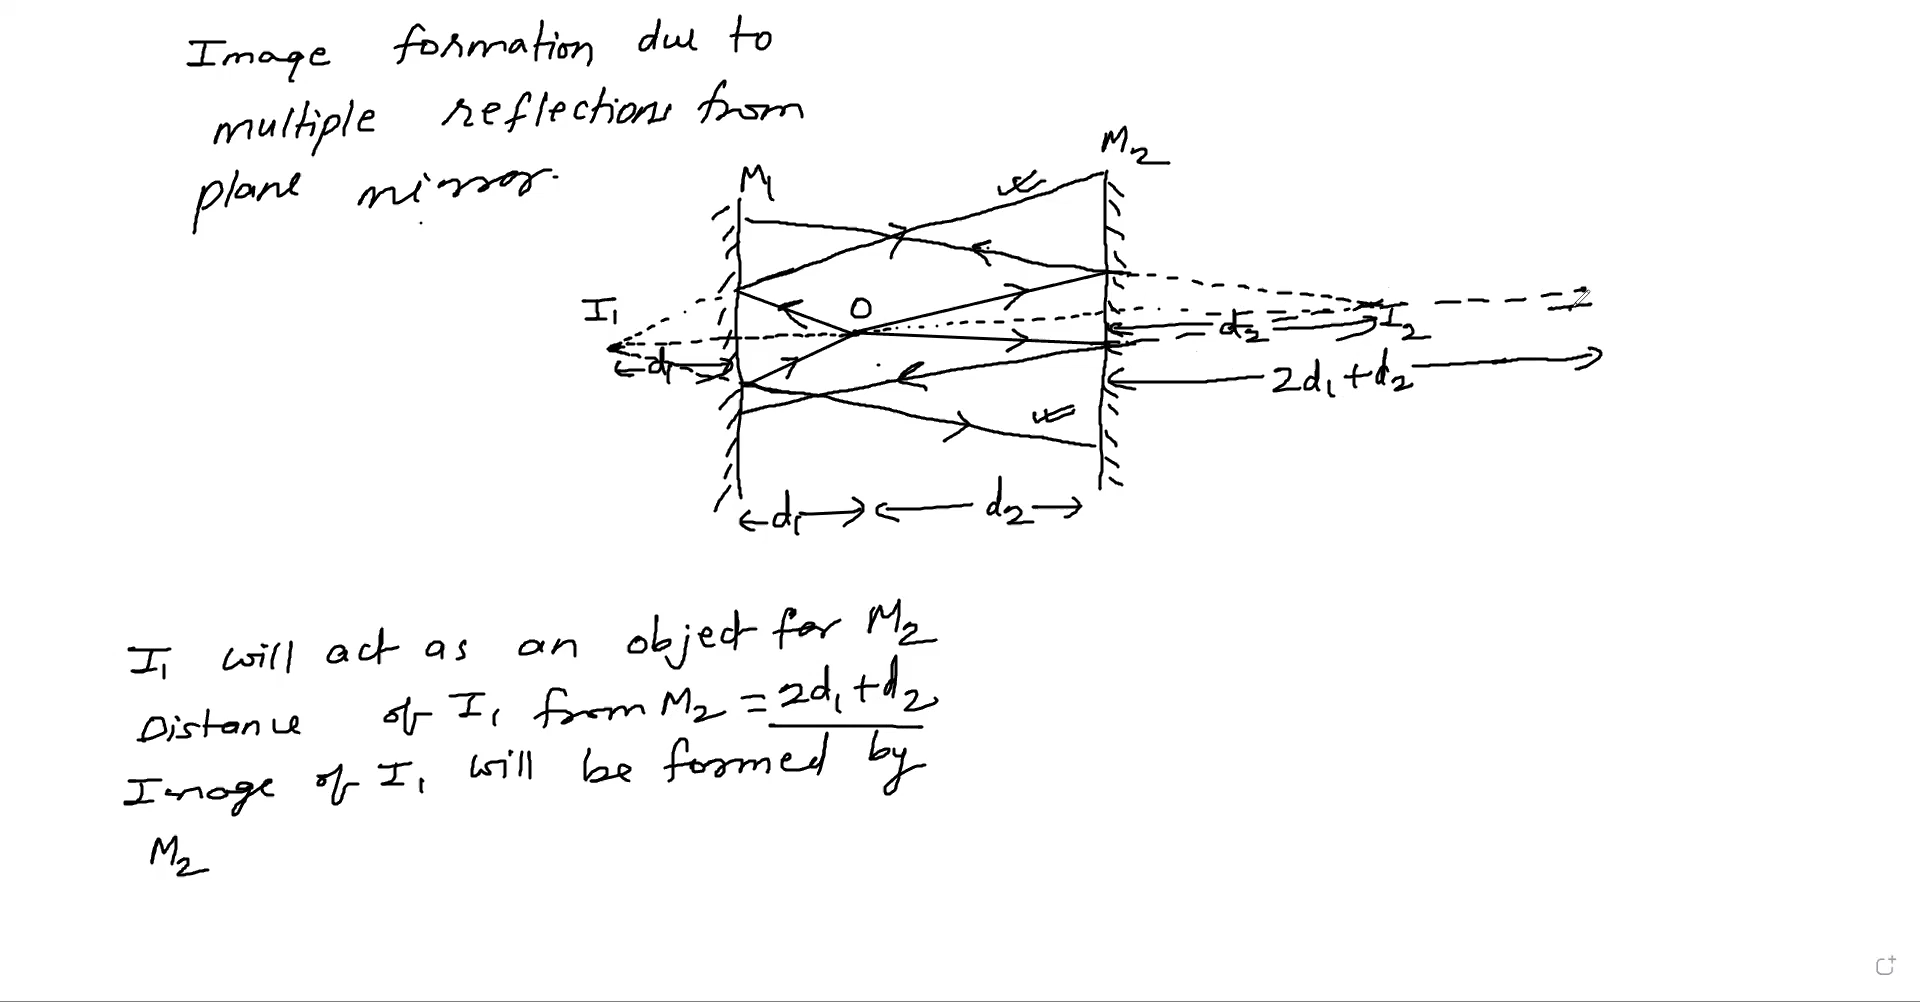 Image formation due to
multiple reflections from
plane mirror.
M1
M2
I1
O
I2
d1
d2
2d1+d2
d1
d2
I1 will act as an object for M2
Distance of I1 from M2 = 2d1+d2
Image of I1 will be formed by
M2